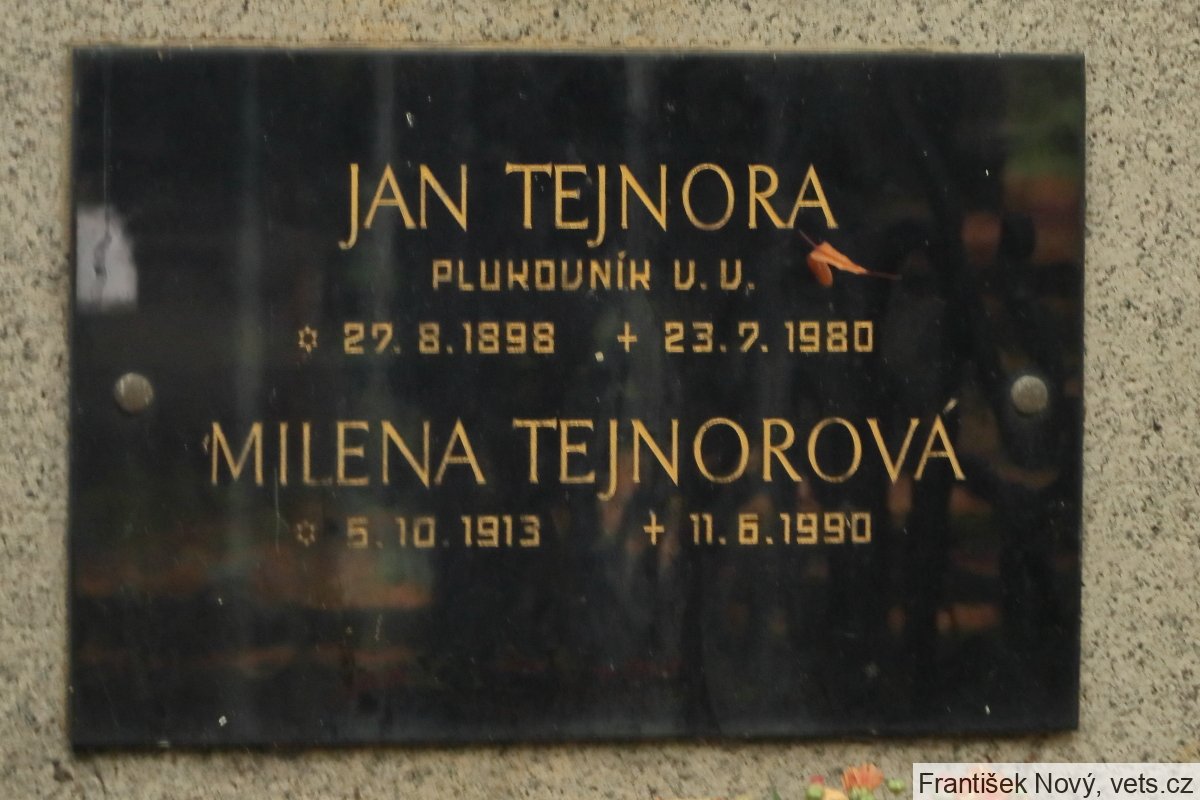 JAN TEJNORA
PLUKOVNÍK V. V.
✡ 27. 8. 1898 + 23. 7. 1980
MILENA TEJNOROVÁ
✡ 5. 10. 1913 + 11. 6. 1990
František Nový, vets.cz